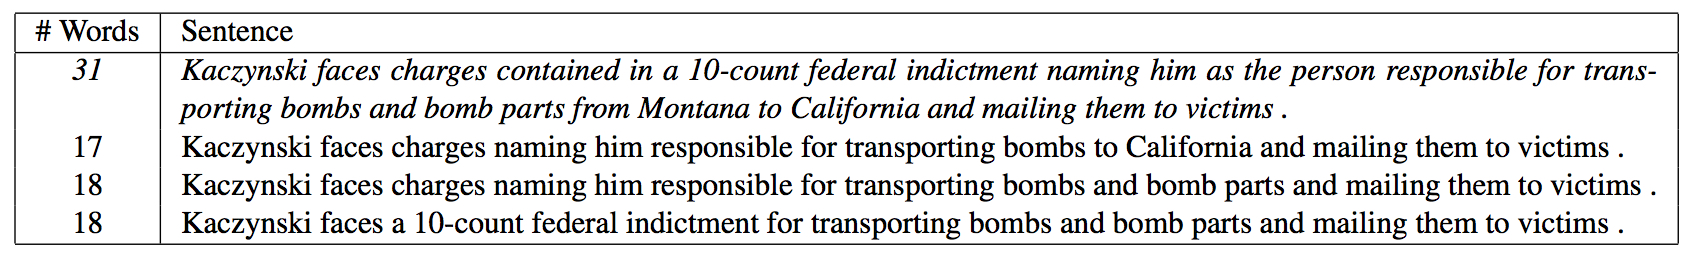 # Words Sentence
31 Kaczynski faces charges contained in a 10-count federal indictment naming him as the person responsible for trans-
porting bombs and bomb parts from Montana to California and mailing them to victims .
17 Kaczynski faces charges naming him responsible for transporting bombs to California and mailing them to victims .
18 Kaczynski faces charges naming him responsible for transporting bombs and bomb parts and mailing them to victims .
18 Kaczynski faces a 10-count federal indictment for transporting bombs and bomb parts and mailing them to victims .